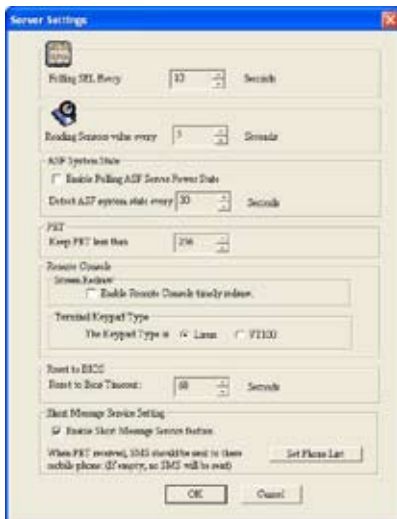 Server Settings
Polling SEL Every 10 Seconds
Reading Sensor value every 5 Seconds
ASF System State
Enable Polling ASF Server Power State
Detect ASF system state every 30 Seconds
PET
Keep PET less than 256
Remote Console
Screen Redraw
Enable Remote Console timely redraw.
Terminal Keypad Type
The Keypad Type is Linux VT100
Reset to BIOS
Reset to Bios Timeout: 60 Seconds
Short Message Service Setting
Enable Short Message Service feature.
When PET received, SMS should be sent to these
mobile phone: (If empty, no SMS will be sent)
Set Phone List
OK Cancel